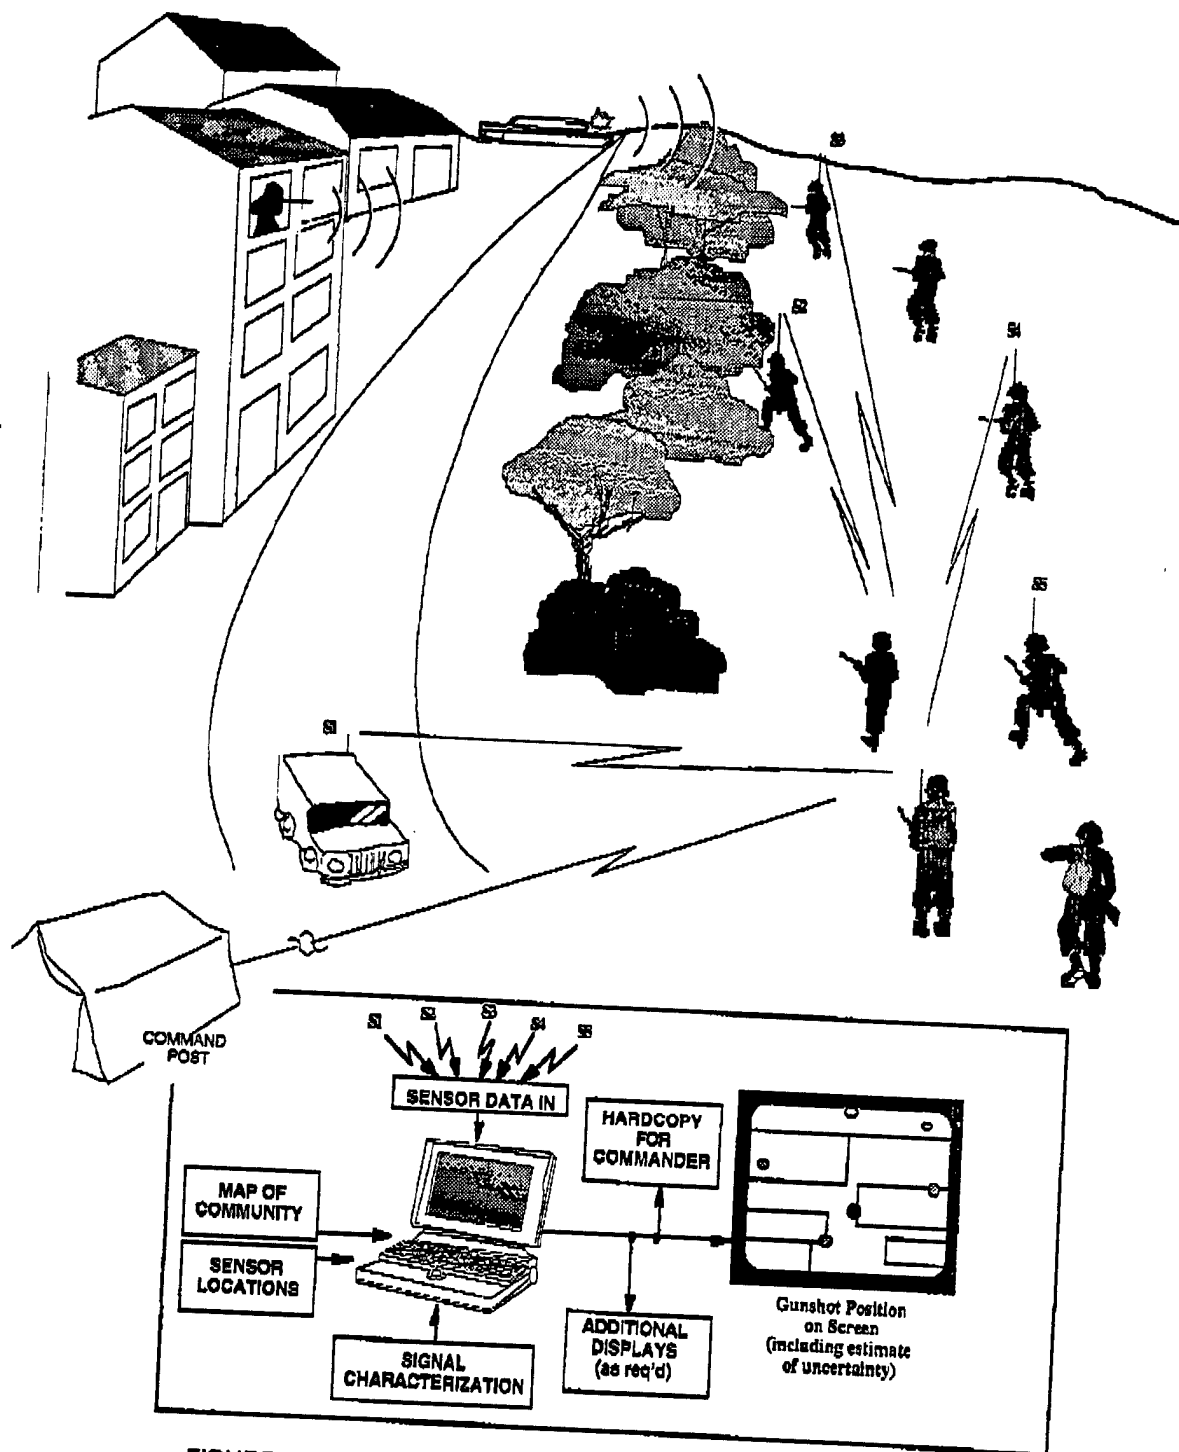 S3
S2
S4
S5
S1
COMMAND
POST
S1
S2
S3
S4
S5
SENSOR DATA IN
HARDCOPY
FOR
COMMANDER
MAP OF
COMMUNITY
SENSOR
LOCATIONS
SIGNAL
CHARACTERIZATION
ADDITIONAL
DISPLAYS
(as req'd)
Gunshot Position
on Screen
(including estimate
of uncertainty)